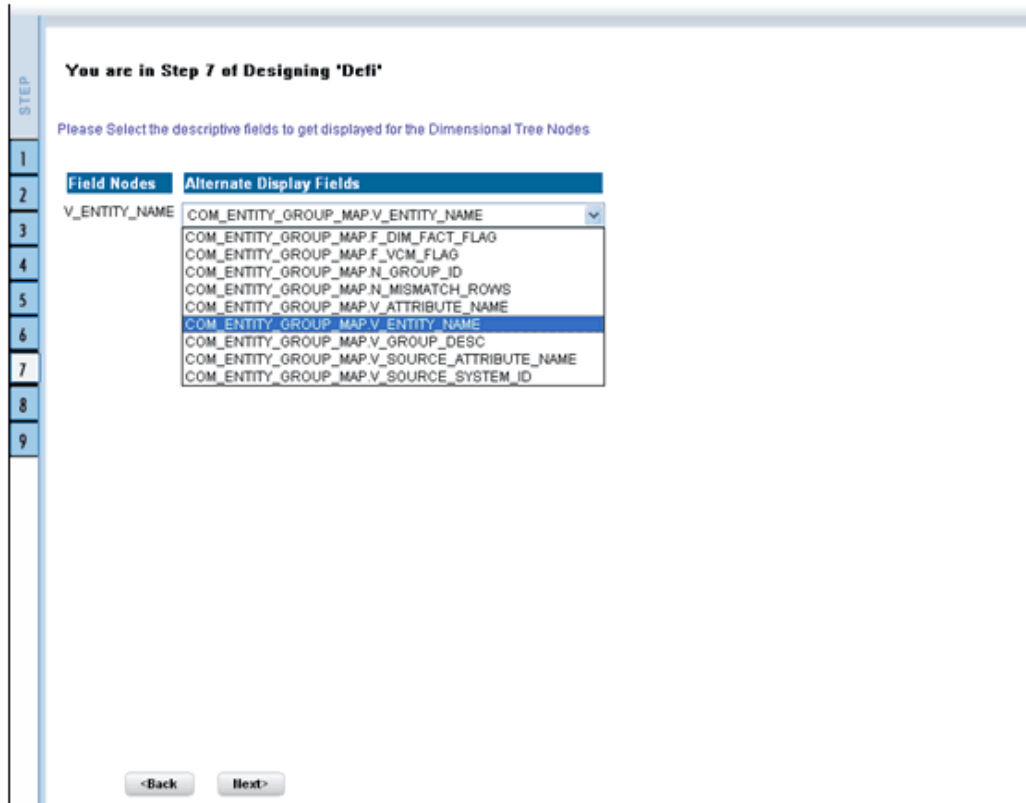 STEP
1
2
3
4
5
6
7
8
9
You are in Step 7 of Designing 'Defi'
Please Select the descriptive fields to get displayed for the Dimensional Tree Nodes
Field Nodes Alternate Display Fields
V_ENTITY_NAME COM_ENTITY_GROUP_MAP.V_ENTITY_NAME
COM_ENTITY_GROUP_MAP.F_DIM_FACT_FLAG
COM_ENTITY_GROUP_MAP.F_VCM_FLAG
COM_ENTITY_GROUP_MAP.N_GROUP_ID
COM_ENTITY_GROUP_MAP.N_MISMATCH_ROWS
COM_ENTITY_GROUP_MAP.V_ATTRIBUTE_NAME
COM_ENTITY_GROUP_MAP.V_ENTITY_NAME
COM_ENTITY_GROUP_MAP.V_GROUP_DESC
COM_ENTITY_GROUP_MAP.V_SOURCE_ATTRIBUTE_NAME
COM_ENTITY_GROUP_MAP.V_SOURCE_SYSTEM_ID
<Back Next>